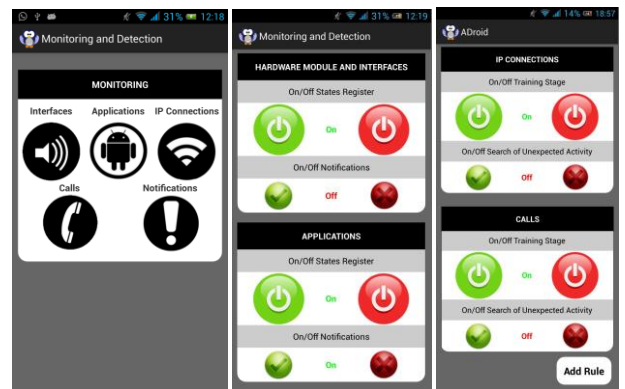 31% 12:18
Monitoring and Detection
MONITORING
Interfaces Applications IP Connections
Calls Notifications
31% 12:19
Monitoring and Detection
HARDWARE MODULE AND INTERFACES
On/Off States Register
On
On/Off Notifications
Off
APPLICATIONS
On/Off States Register
On
On/Off Notifications
On
14% 18:57
ADroid
IP CONNECTIONS
On/Off Training Stage
On
On/Off Search of Unexpected Activity
Off
CALLS
On/Off Training Stage
On
On/Off Search of Unexpected Activity
Off
Add Rule